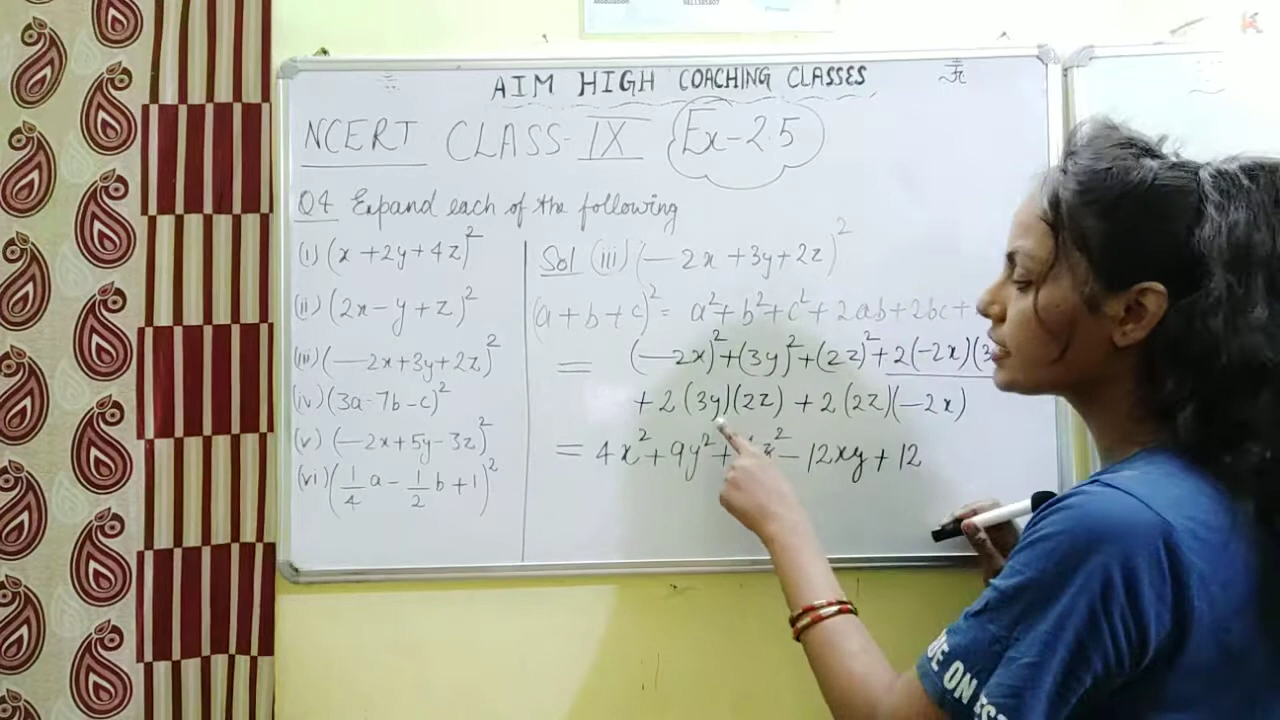 9811385807
AIM HIGH COACHING CLASSES
NCERT CLASS-IX Ex-2.5
Q4 Expand each of the following
(i) (x + 2y + 4z)²
(ii) (2x - y + z)²
(iii) (-2x + 3y + 2z)²
(iv) (3a - 7b - c)²
(v) (-2x + 5y - 3z)²
(vi) (1/4 a - 1/2 b + 1)²
Sol (iii) (-2x + 3y + 2z)²
(a + b + c)² = a² + b² + c² + 2ab + 2bc +
= (-2x)² + (3y)² + (2z)² + 2(-2x)(3
+ 2(3y)(2z) + 2(2z)(-2x)
= 4x² + 9y² + z² - 12xy + 12
UE ON